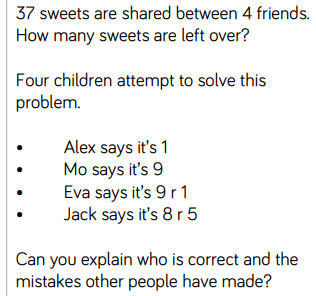 37 sweets are shared between 4 friends.
How many sweets are left over?
Four children attempt to solve this
problem.
• Alex says it’s 1
• Mo says it’s 9
• Eva says it’s 9 r 1
• Jack says it’s 8 r 5
Can you explain who is correct and the
mistakes other people have made?